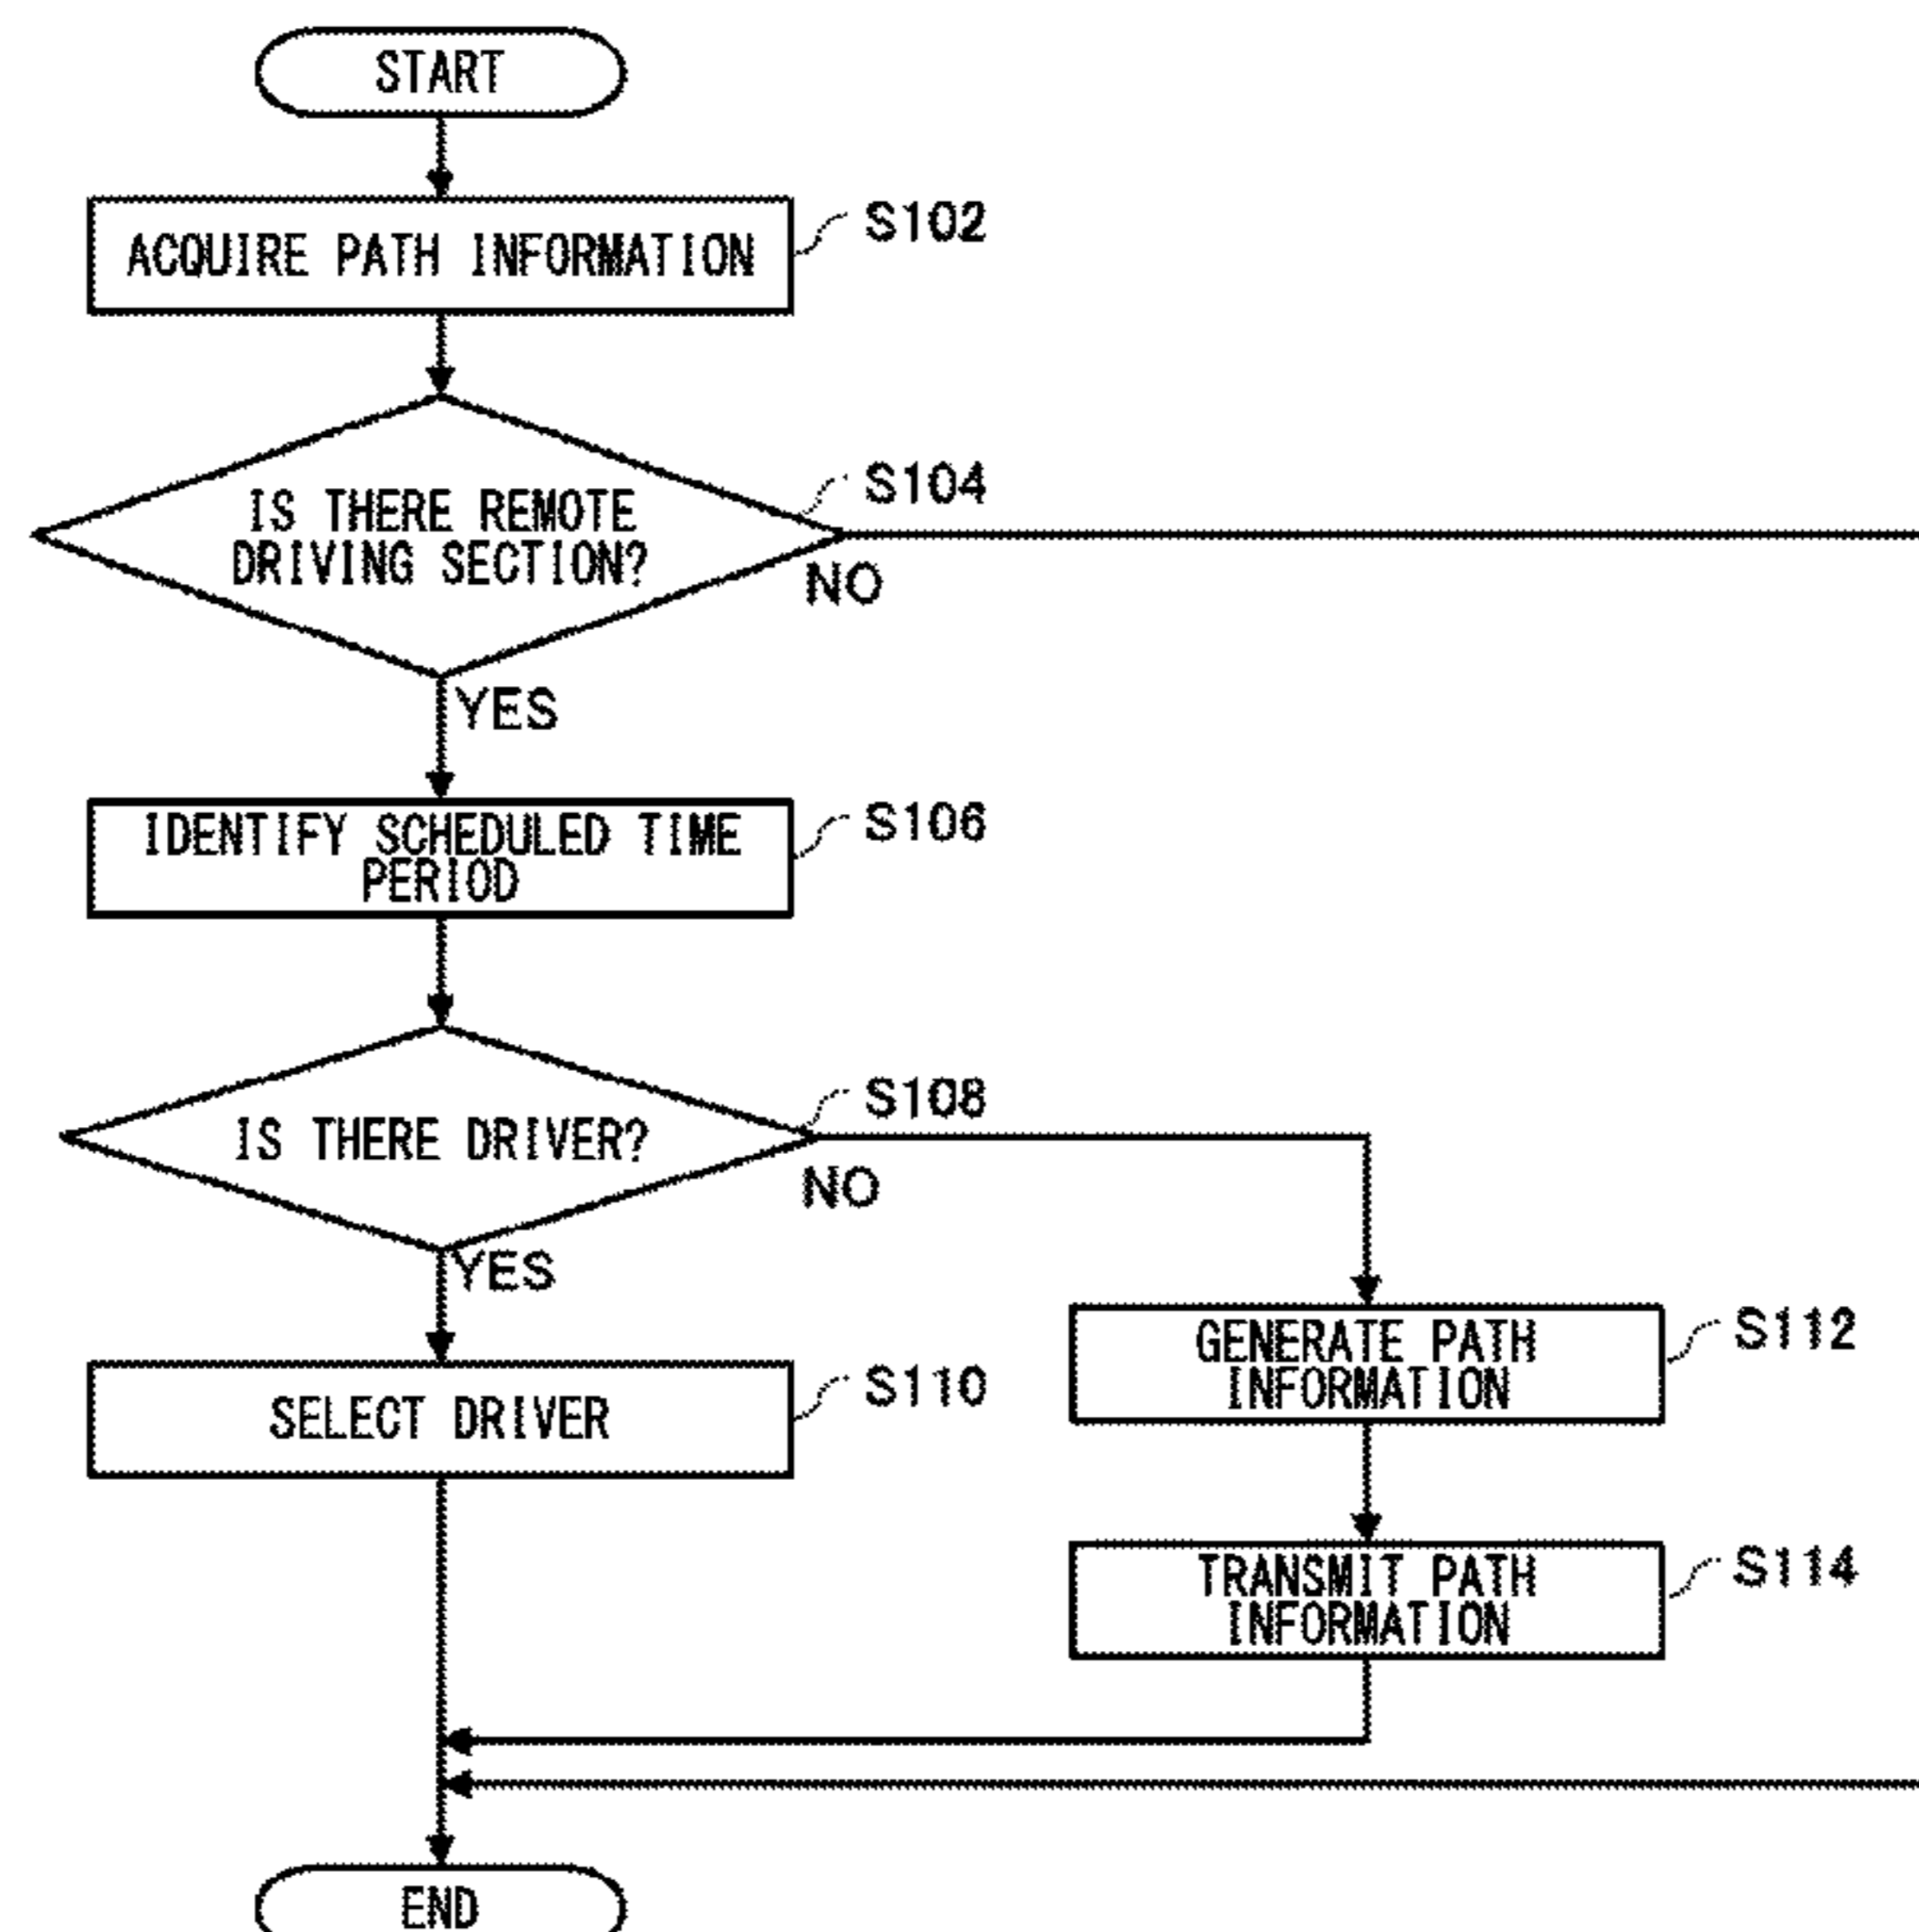 START
ACQUIRE PATH INFORMATION
S102
IS THERE REMOTE
DRIVING SECTION?
S104
NO
YES
IDENTIFY SCHEDULED TIME
PERIOD
S106
IS THERE DRIVER?
S108
NO
YES
SELECT DRIVER
S110
GENERATE PATH
INFORMATION
S112
TRANSMIT PATH
INFORMATION
S114
END